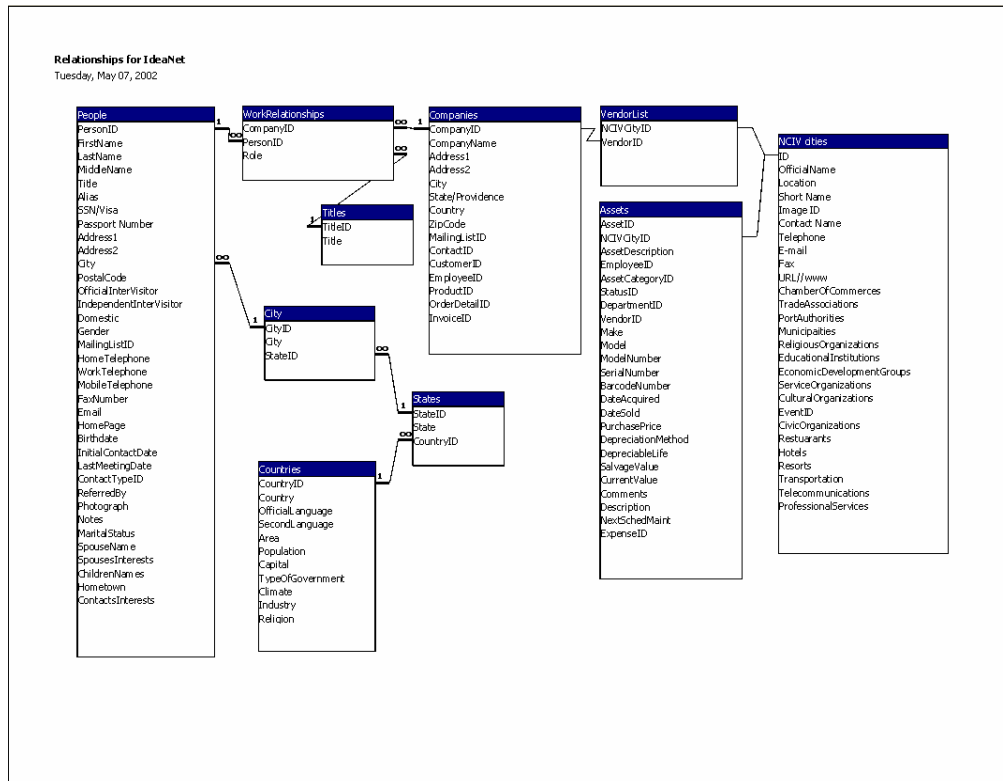 Relationships for IdeaNet
Tuesday, May 07, 2002
People
PersonID
FirstName
LastName
MiddleName
Title
Alias
SSN/Visa
Passport Number
Address1
Address2
City
PostalCode
OfficialInterVisitor
IndependentInterVisitor
Domestic
Gender
MailingListID
HomeTelephone
WorkTelephone
MobileTelephone
FaxNumber
Email
HomePage
Birthdate
InitialContactDate
LastMeetingDate
ContactTypeID
ReferredBy
Photograph
Notes
MaritalStatus
SpouseName
SpousesInterests
ChildrenNames
Hometown
ContactsInterests
1
∞
WorkRelationships
CompanyID
PersonID
Role
∞
1
∞
Titles
TitleID
Title
1
∞
1
City
CityID
City
StateID
∞
1
States
StateID
State
CountryID
∞
1
Countries
CountryID
Country
OfficialLanguage
SecondLanguage
Area
Population
Capital
TypeOfGovernment
Climate
Industry
Religion
Companies
CompanyID
CompanyName
Address1
Address2
City
State/Providence
Country
ZipCode
MailingListID
ContactID
CustomerID
EmployeeID
ProductID
OrderDetailID
InvoiceID
VendorList
NCIVCityID
VendorID
Assets
AssetID
NCIVCityID
AssetDescription
EmployeeID
AssetCategoryID
StatusID
DepartmentID
VendorID
Make
Model
ModelNumber
SerialNumber
BarcodeNumber
DateAcquired
DateSold
PurchasePrice
DepreciationMethod
DepreciableLife
SalvageValue
CurrentValue
Comments
Description
NextSchedMaint
ExpenseID
NCIV cities
ID
OfficialName
Location
Short Name
Image ID
Contact Name
Telephone
E-mail
Fax
URL//www
ChamberOfCommerces
TradeAssociations
PortAuthorities
Municipaities
ReligiousOrganizations
EducationalInstitutions
EconomicDevelopmentGroups
ServiceOrganizations
CulturalOrganizations
EventID
CivicOrganizations
Restuarants
Hotels
Resorts
Transportation
Telecommunications
ProfessionalServices